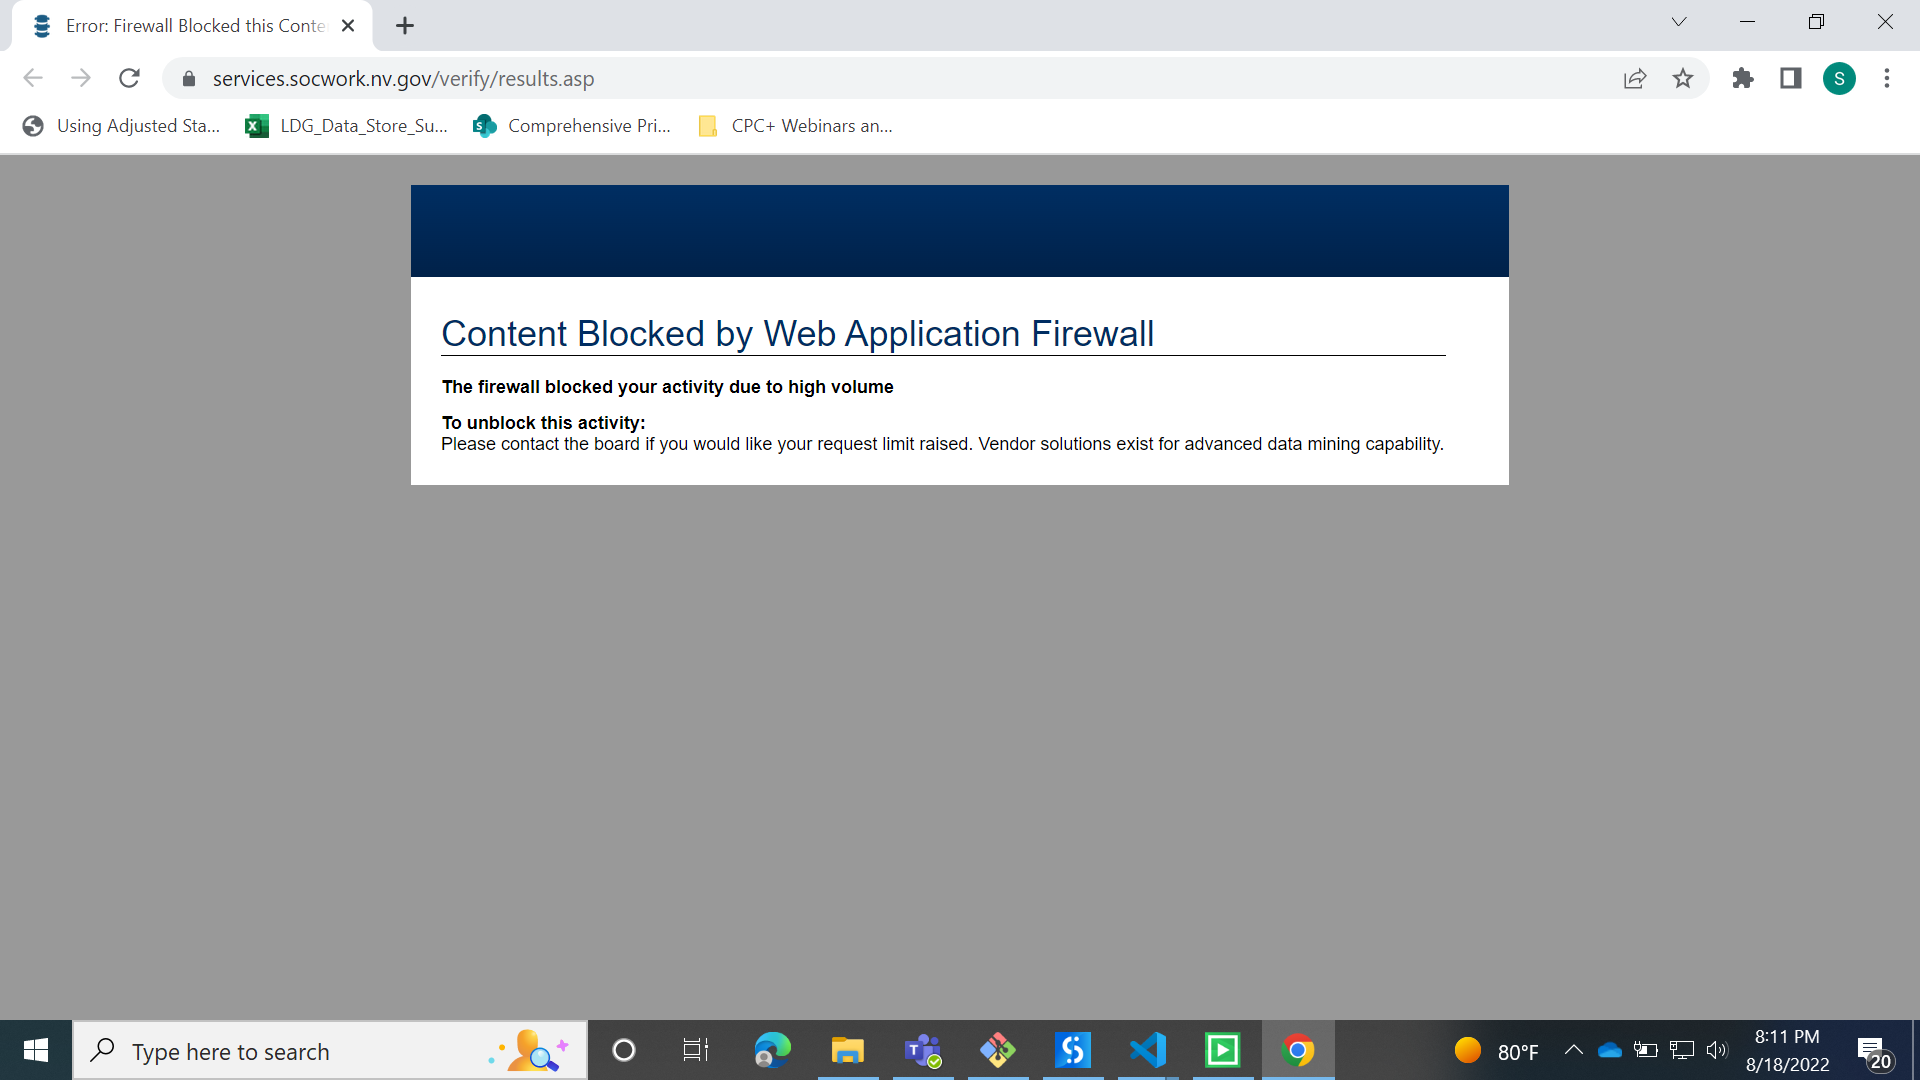 Error: Firewall Blocked this Conte
services.socwork.nv.gov/verify/results.asp
S
Using Adjusted Sta...
LDG_Data_Store_Su...
Comprehensive Pri...
CPC+ Webinars an...
Content Blocked by Web Application Firewall
The firewall blocked your activity due to high volume
To unblock this activity:
Please contact the board if you would like your request limit raised. Vendor solutions exist for advanced data mining capability.
Type here to search
80°F
8:11 PM
8/18/2022
20